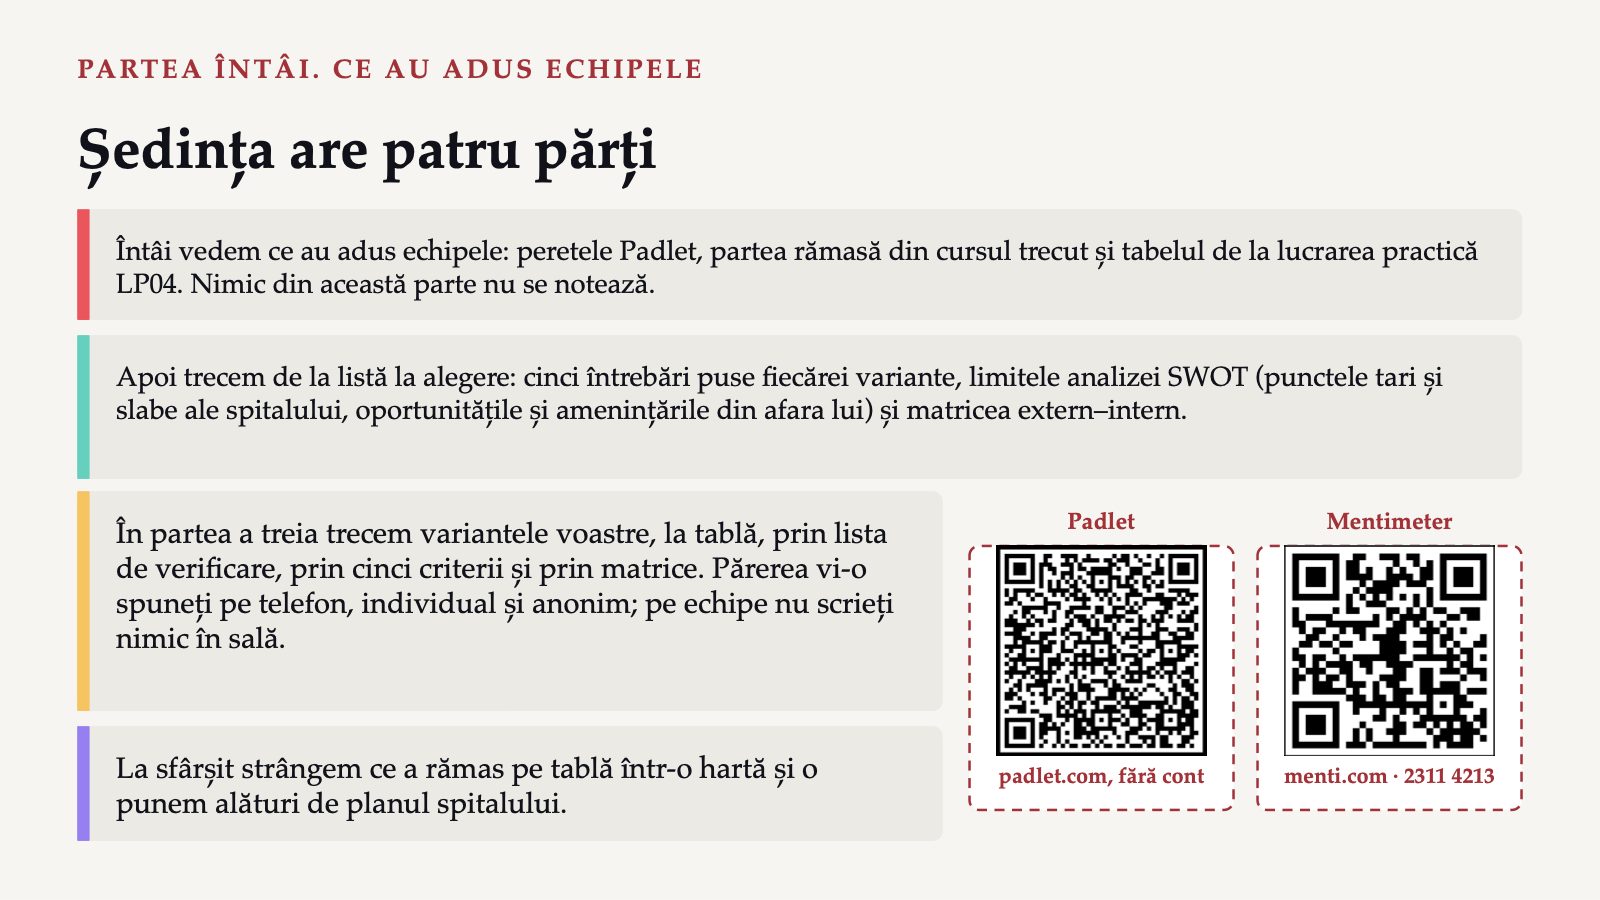 PARTEA ÎNTÂI. CE AU ADUS ECHIPELE
Ședința are patru părți
Întâi vedem ce au adus echipele: peretele Padlet, partea rămasă din cursul trecut și tabelul de la lucrarea practică
LP04. Nimic din această parte nu se notează.
Apoi trecem de la listă la alegere: cinci întrebări puse fiecărei variante, limitele analizei SWOT (punctele tari și
slabe ale spitalului, oportunitățile și amenințările din afara lui) și matricea extern–intern.
În partea a treia trecem variantele voastre, la tablă, prin lista
de verificare, prin cinci criterii și prin matrice. Părerea vi-o
spuneți pe telefon, individual și anonim; pe echipe nu scrieți
nimic în sală.
La sfârșit strângem ce a rămas pe tablă într-o hartă și o
punem alături de planul spitalului.
Padlet
padlet.com, fără cont
Mentimeter
menti.com · 2311 4213